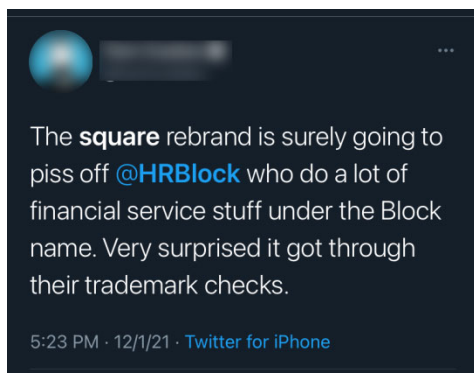 The square rebrand is surely going to
piss off @HRBlock who do a lot of
financial service stuff under the Block
name. Very surprised it got through
their trademark checks.
5:23 PM · 12/1/21 · Twitter for iPhone